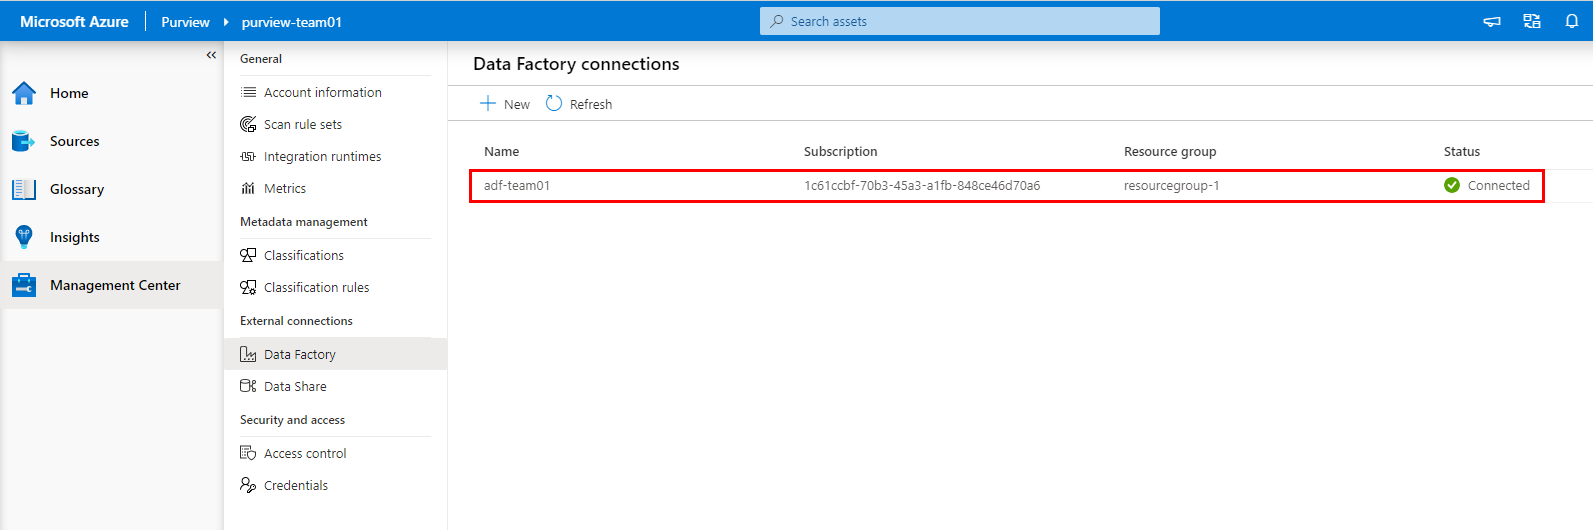 Microsoft Azure Purview purview-team01 Search assets
Home
Sources
Glossary
Insights
Management Center
General
Account information
Scan rule sets
Integration runtimes
Metrics
Metadata management
Classifications
Classification rules
External connections
Data Factory
Data Share
Security and access
Access control
Credentials
Data Factory connections
New Refresh
Name Subscription Resource group Status
adf-team01 1c61ccbf-70b3-45a3-a1fb-848ce46d70a6 resourcegroup-1 Connected